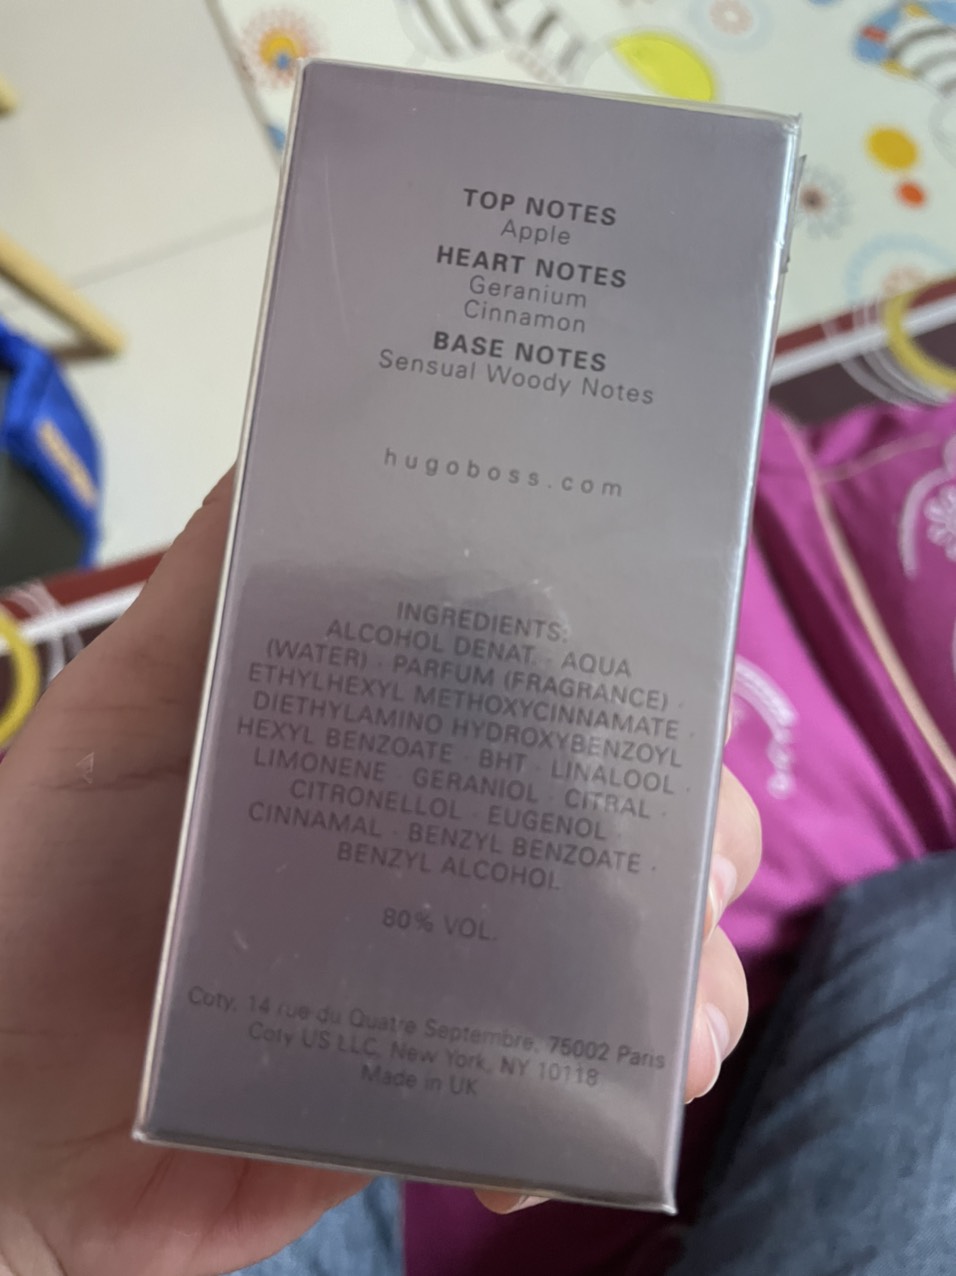 TOP NOTES
Apple
HEART NOTES
Geranium
Cinnamon
BASE NOTES
Sensual Woody Notes
hugoboss.com
INGREDIENTS:
ALCOHOL DENAT. · AQUA
(WATER) · PARFUM (FRAGRANCE) ·
ETHYLHEXYL METHOXYCINNAMATE ·
DIETHYLAMINO HYDROXYBENZOYL
HEXYL BENZOATE · BHT · LINALOOL ·
LIMONENE · GERANIOL · CITRAL ·
CITRONELLOL · EUGENOL ·
CINNAMAL · BENZYL BENZOATE ·
BENZYL ALCOHOL
80% VOL.
Coty, 14 rue du Quatre Septembre, 75002 Paris
Coty US LLC, New York, NY 10118
Made in UK